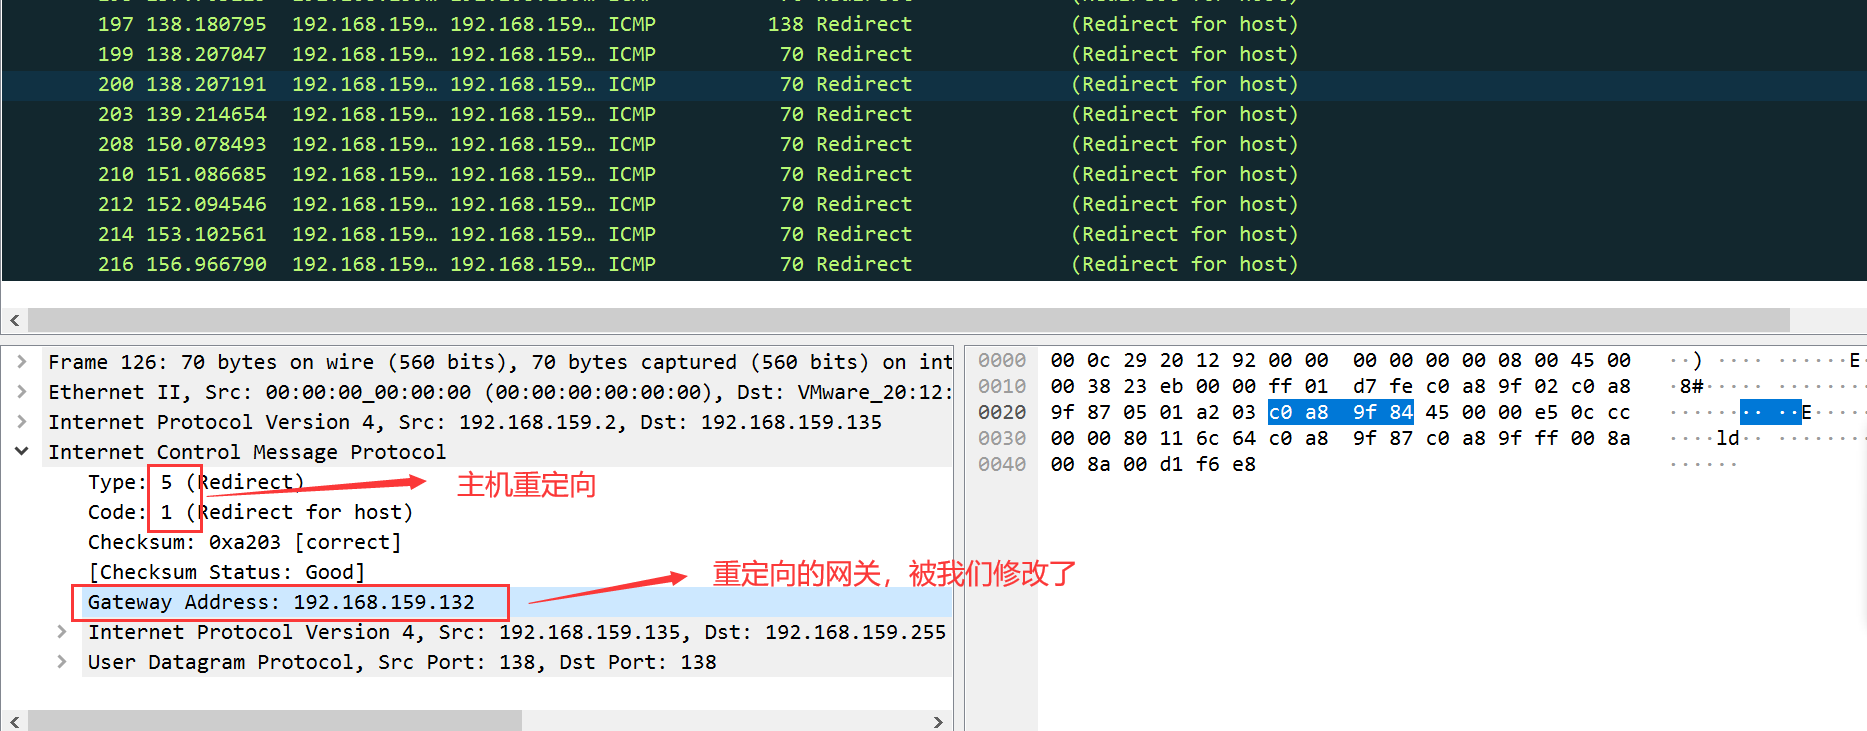 197 138.180795 192.168.159… 192.168.159… ICMP 138 Redirect (Redirect for host)
199 138.207047 192.168.159… 192.168.159… ICMP 70 Redirect (Redirect for host)
200 138.207191 192.168.159… 192.168.159… ICMP 70 Redirect (Redirect for host)
203 139.214654 192.168.159… 192.168.159… ICMP 70 Redirect (Redirect for host)
208 150.078493 192.168.159… 192.168.159… ICMP 70 Redirect (Redirect for host)
210 151.086685 192.168.159… 192.168.159… ICMP 70 Redirect (Redirect for host)
212 152.094546 192.168.159… 192.168.159… ICMP 70 Redirect (Redirect for host)
214 153.102561 192.168.159… 192.168.159… ICMP 70 Redirect (Redirect for host)
216 156.966790 192.168.159… 192.168.159… ICMP 70 Redirect (Redirect for host)
Frame 126: 70 bytes on wire (560 bits), 70 bytes captured (560 bits) on int
Ethernet II, Src: 00:00:00_00:00:00 (00:00:00:00:00:00), Dst: VMware_20:12:
Internet Protocol Version 4, Src: 192.168.159.2, Dst: 192.168.159.135
Internet Control Message Protocol
Type: 5 (Redirect)
主机重定向
Code: 1 (Redirect for host)
Checksum: 0xa203 [correct]
[Checksum Status: Good]
重定向的网关，被我们修改了
Gateway Address: 192.168.159.132
Internet Protocol Version 4, Src: 192.168.159.135, Dst: 192.168.159.255
User Datagram Protocol, Src Port: 138, Dst Port: 138
0000 00 0c 29 20 12 92 00 00 00 00 00 00 08 00 45 00 ··) ···· ······E·
0010 00 38 23 eb 00 00 ff 01 d7 fe c0 a8 9f 02 c0 a8 ·8#····· ········
0020 9f 87 05 01 a2 03 c0 a8 9f 84 45 00 00 e5 0c cc ········ ··E·····
0030 00 00 80 11 6c 64 c0 a8 9f 87 c0 a8 9f ff 00 8a ····ld·· ········
0040 00 8a 00 d1 f6 e8 ······